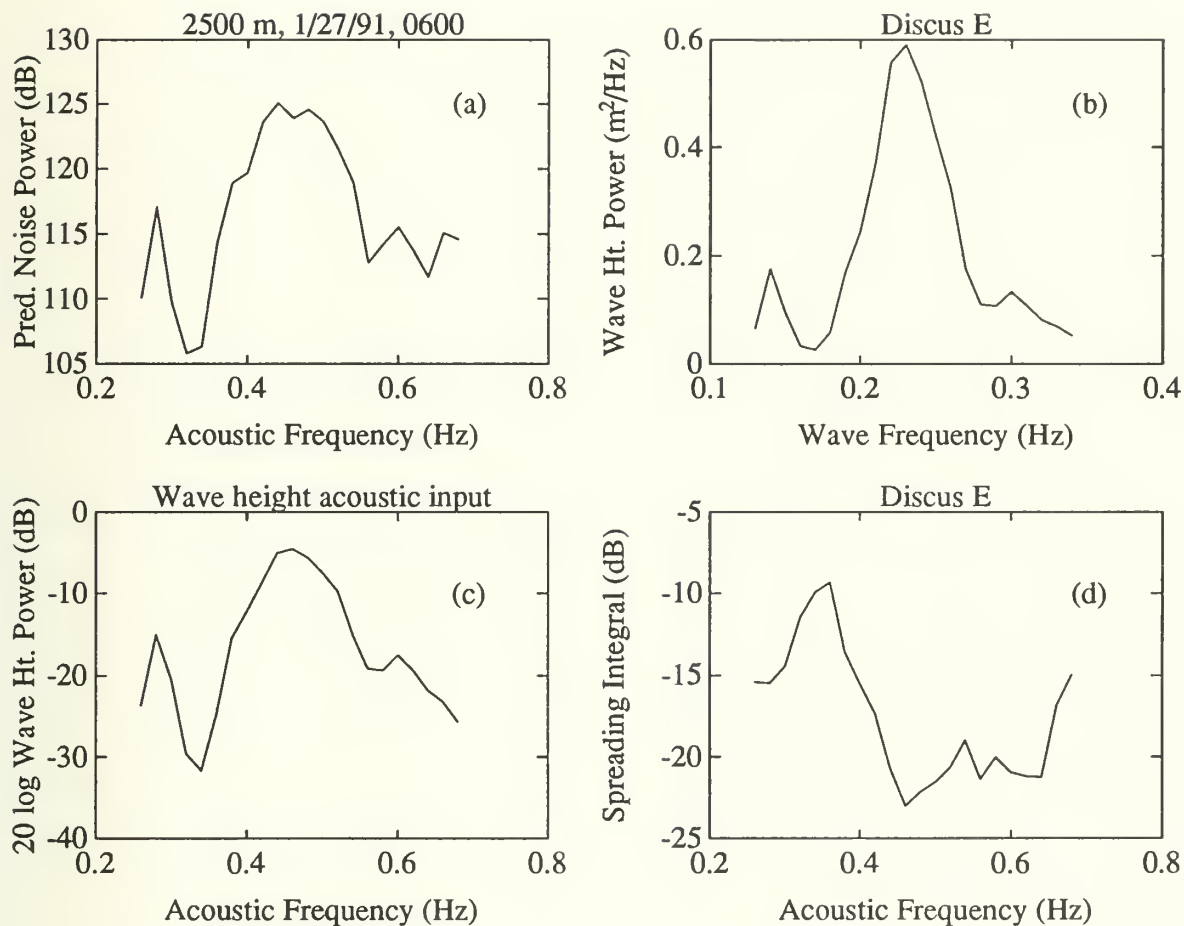 2500 m, 1/27/91, 0600
130
125
120
115
110
105
Pred. Noise Power (dB)
(a)
0.2
0.4
0.6
0.8
Acoustic Frequency (Hz)
Discus E
0.6
0.4
0.2
0
Wave Ht. Power (m²/Hz)
(b)
0.1
0.2
0.3
0.4
Wave Frequency (Hz)
Wave height acoustic input
0
-10
-20
-30
-40
20 log Wave Ht. Power (dB)
(c)
0.2
0.4
0.6
0.8
Acoustic Frequency (Hz)
Discus E
-5
-10
-15
-20
-25
Spreading Integral (dB)
(d)
0.2
0.4
0.6
0.8
Acoustic Frequency (Hz)